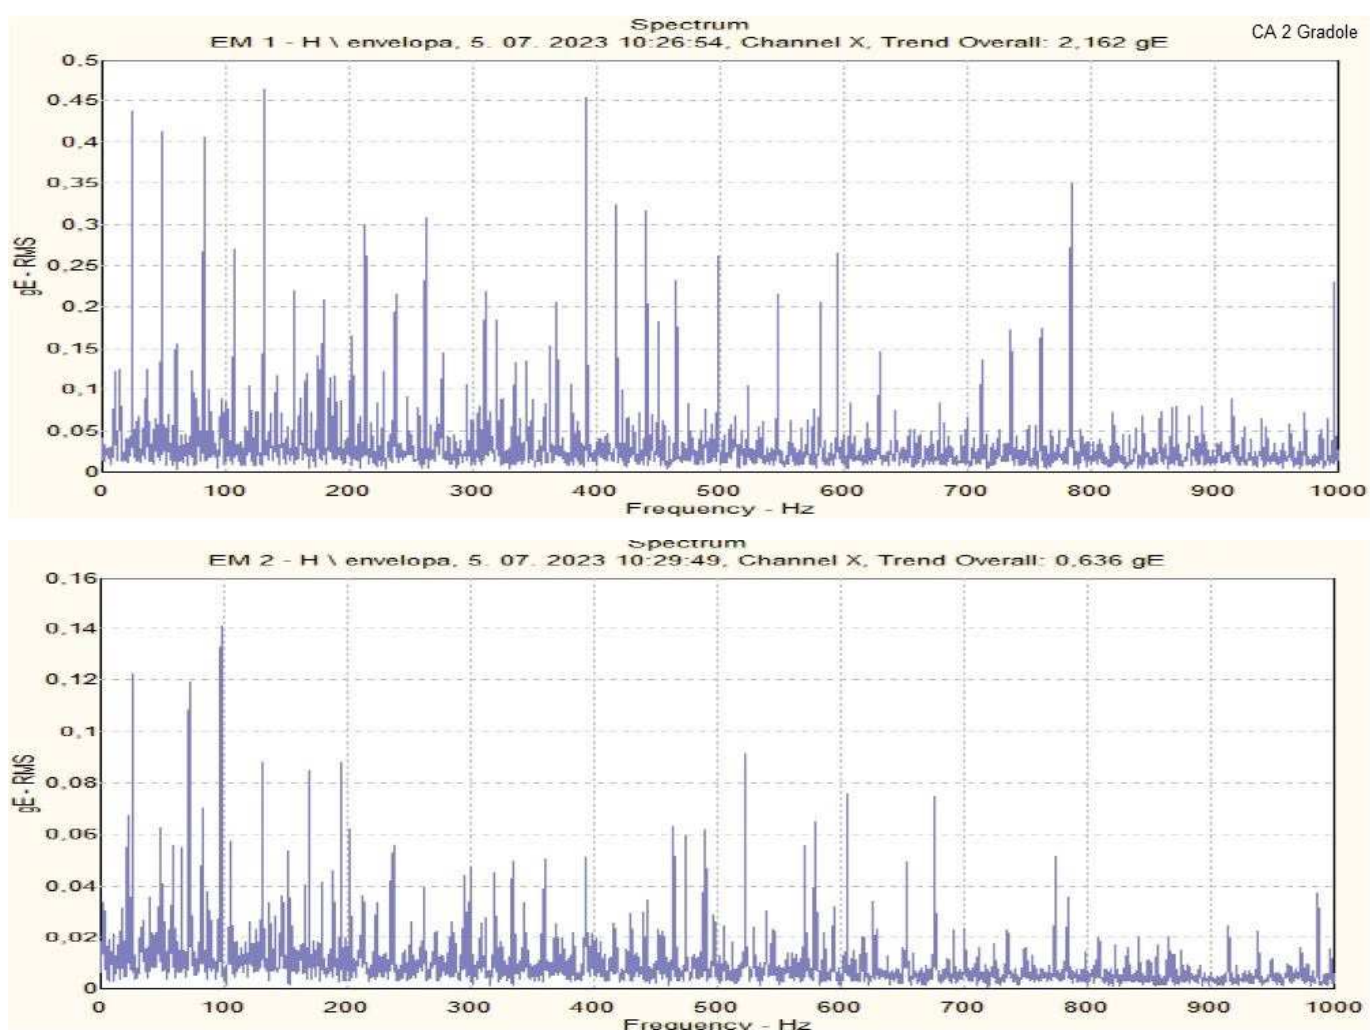 Spectrum
CA 2 Gradole
EM 1 - H \ envelopa, 5. 07. 2023 10:26:54, Channel X, Trend Overall: 2,162 gE
0,5
0,45
0,4
0,35
0,3
0,25
0,2
0,15
0,1
0,05
0
gE - RMS
0 100 200 300 400 500 600 700 800 900 1000
Frequency - Hz
Spectrum
EM 2 - H \ envelopa, 5. 07. 2023 10:29:49, Channel X, Trend Overall: 0,636 gE
0,16
0,14
0,12
0,1
0,08
0,06
0,04
0,02
0
gE - RMS
0 100 200 300 400 500 600 700 800 900 1000
Frequency - Hz